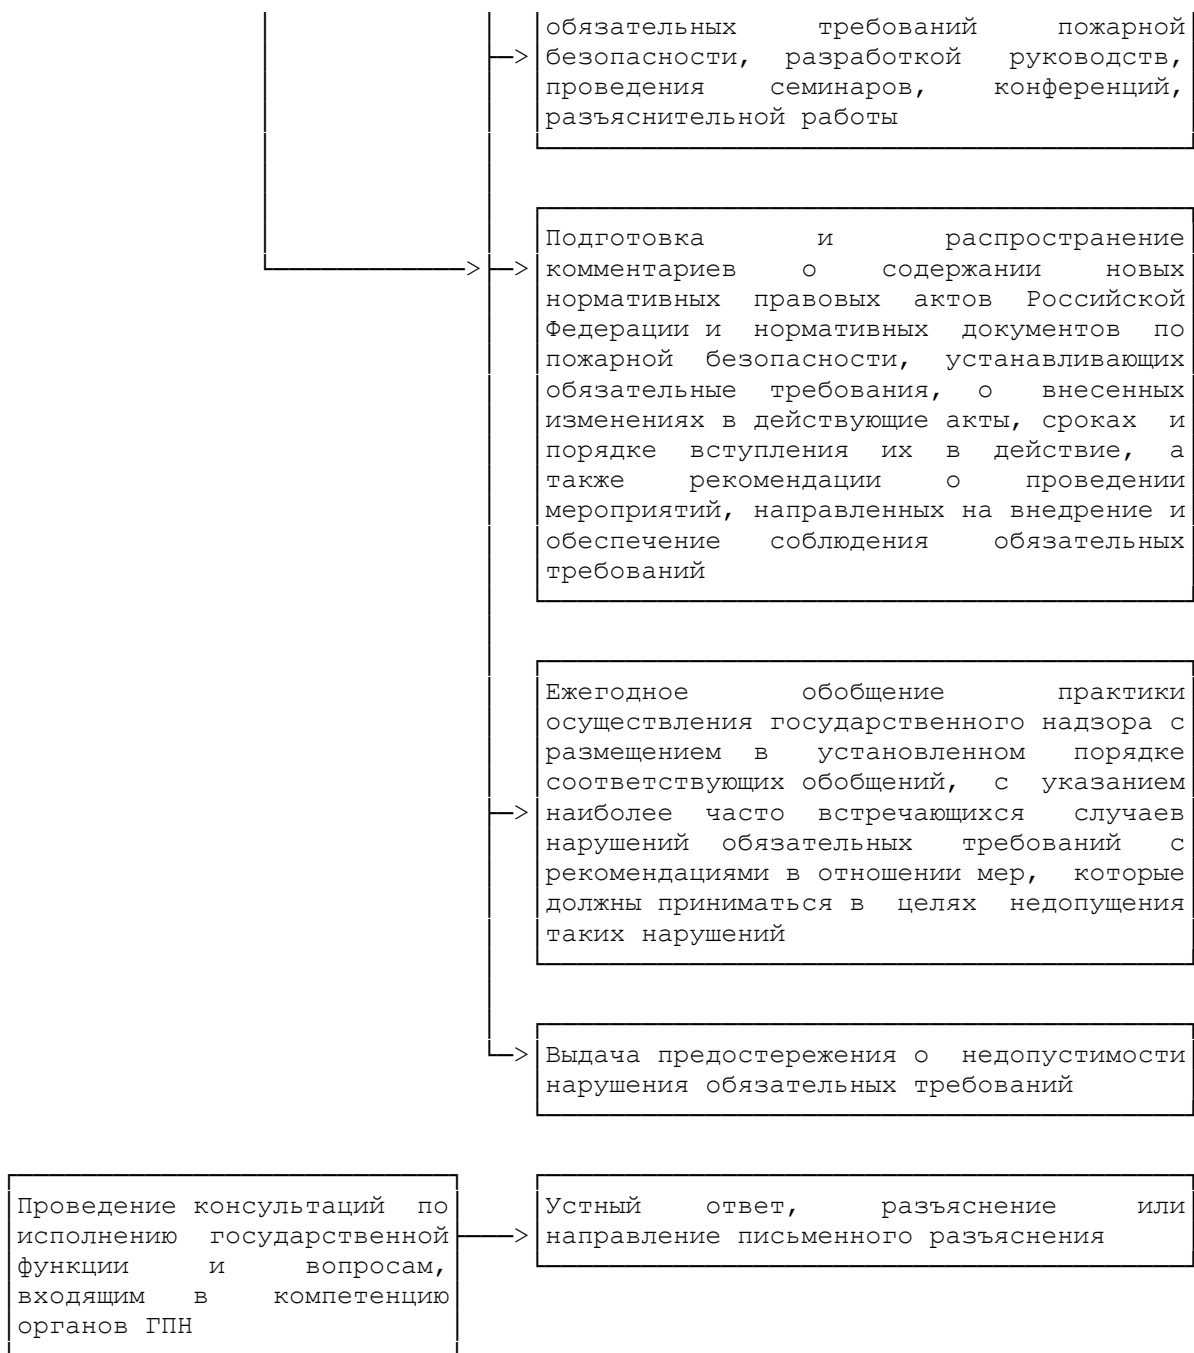 обязательных требований пожарной
безопасности, разработкой руководств,
проведения семинаров, конференций,
разъяснительной работы
Подготовка и распространение
комментариев о содержании новых
нормативных правовых актов Российской
Федерации и нормативных документов по
пожарной безопасности, устанавливающих
обязательные требования, о внесенных
изменениях в действующие акты, сроках и
порядке вступления их в действие, а
также рекомендации о проведении
мероприятий, направленных на внедрение и
обеспечение соблюдения обязательных
требований
Ежегодное обобщение практики
осуществления государственного надзора с
размещением в установленном порядке
соответствующих обобщений, с указанием
наиболее часто встречающихся случаев
нарушений обязательных требований с
рекомендациями в отношении мер, которые
должны приниматься в целях недопущения
таких нарушений
Выдача предостережения о недопустимости
нарушения обязательных требований
Проведение консультаций по
исполнению государственной
функции и вопросам,
входящим в компетенцию
органов ГПН
Устный ответ, разъяснение или
направление письменного разъяснения